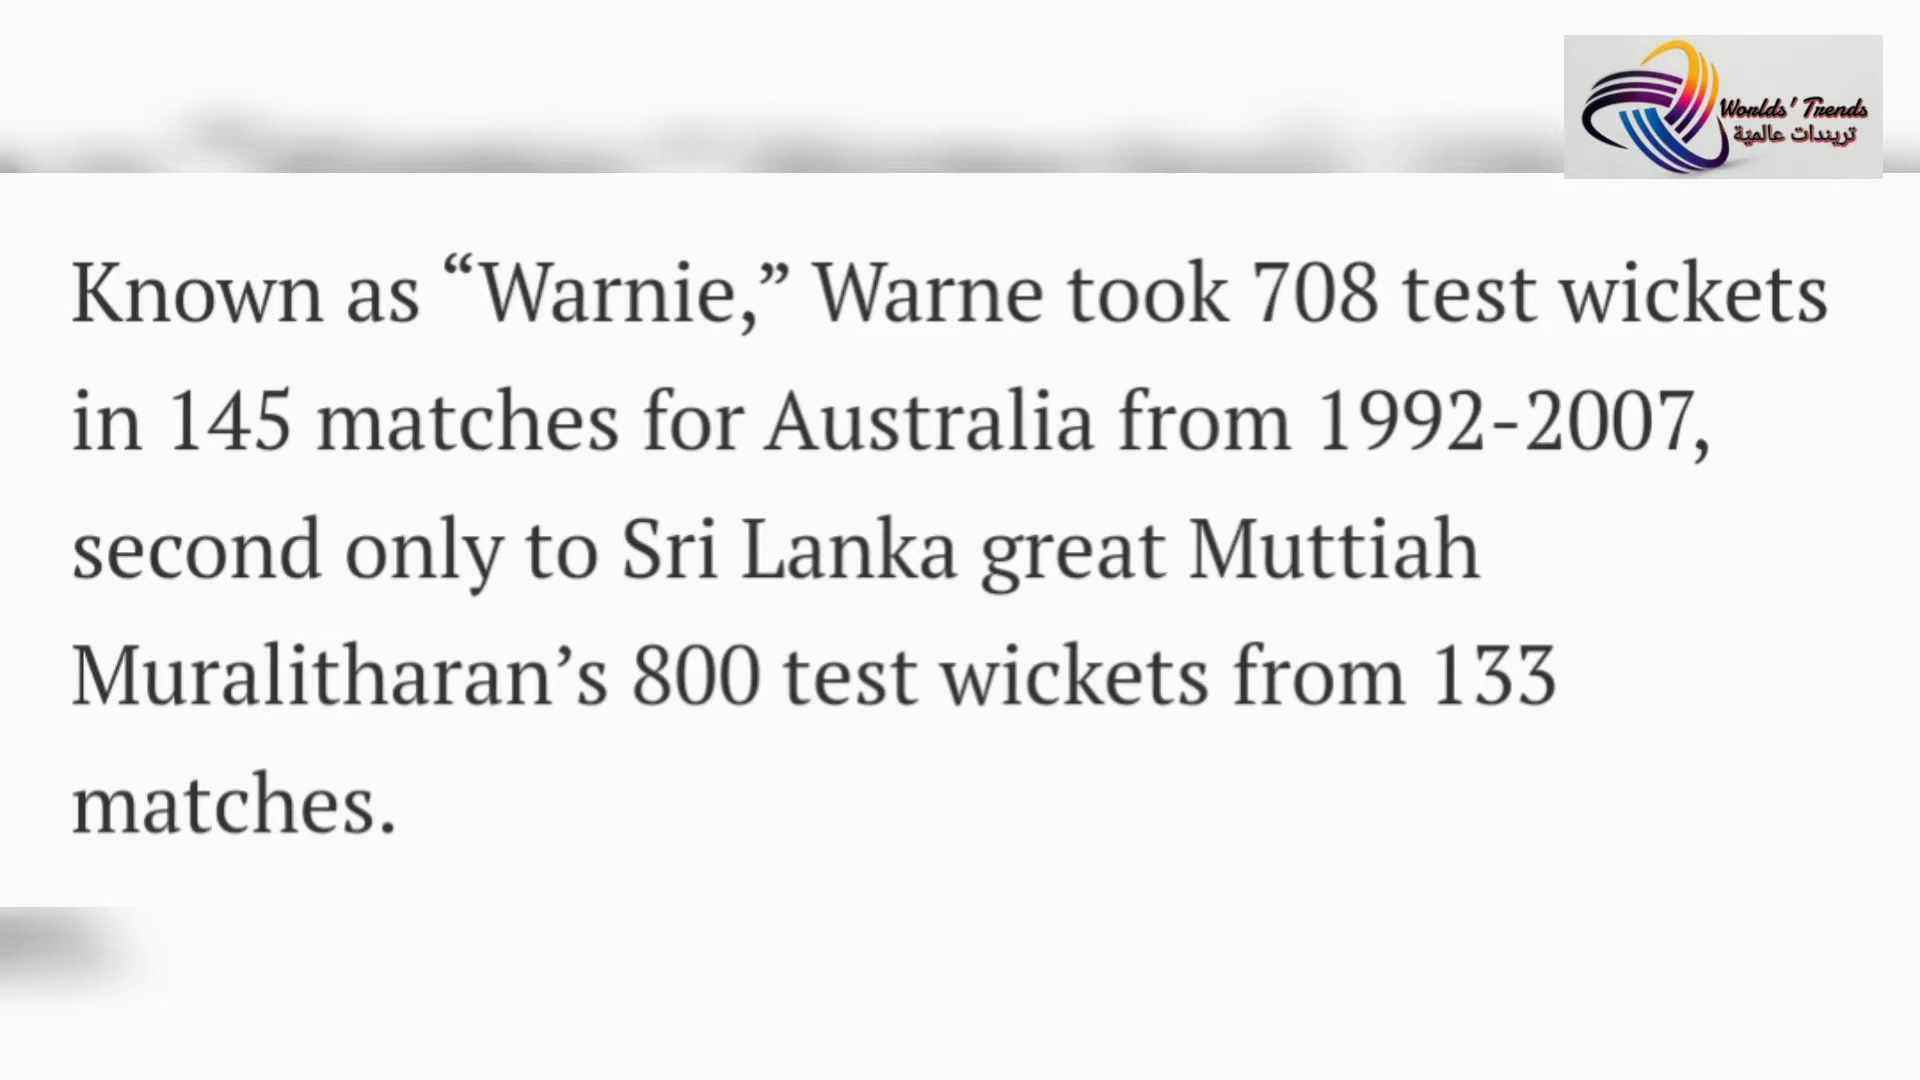 Worlds' Trends
تريندات عالميّة
Known as “Warnie,” Warne took 708 test wickets
in 145 matches for Australia from 1992-2007,
second only to Sri Lanka great Muttiah
Muralitharan’s 800 test wickets from 133
matches.